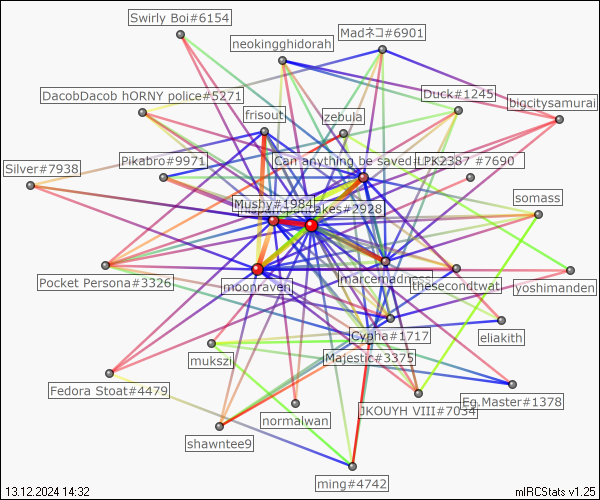 Swirly Boi#6154
Madネコ#6901
neokingghidorah
DacobDacob hORNY police#5271
Duck#1245
bigcitysamurai
frisout
zebula
Pikabro#9971
Can anything be saved
LPK2387 #7690
Silver#7938
somass
Mushy#1984
cakes#2928
Pocket Persona#3326
moonraven
marcemadness
thesecondtwat
yoshimanden
Cypha#1717
eliakith
mukszi
Majestic#3375
Fedora Stoat#4479
Eg.Master#1378
JKOUYH VIII#7034
normalwan
shawntee9
ming#4742
13.12.2024 14:32
mIRCStats v1.25